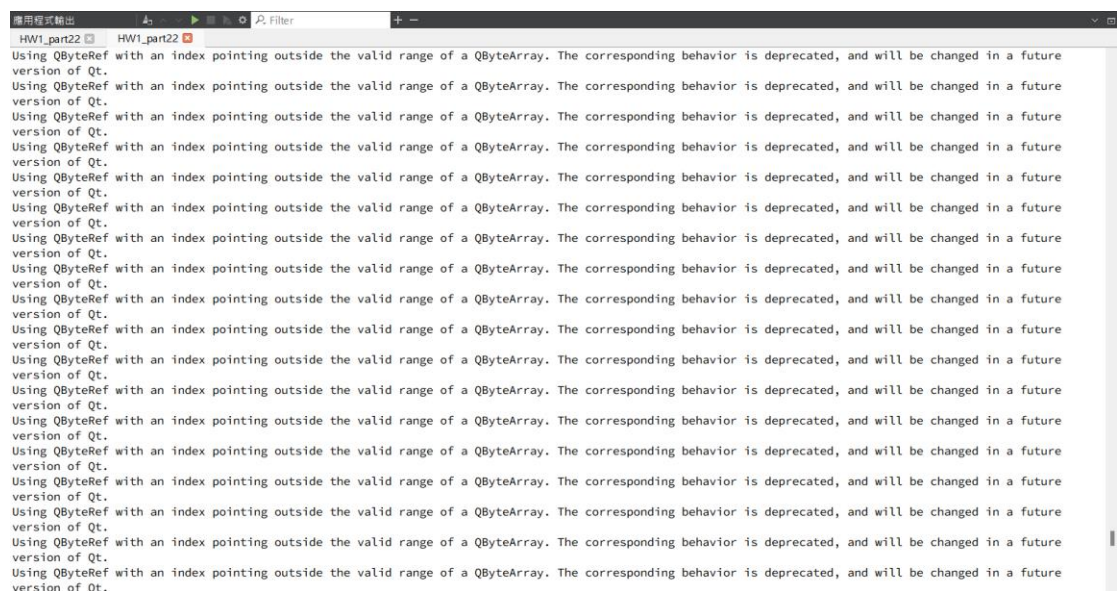 應用程式輸出 Filter + −
HW1_part22 HW1_part22
Using QByteRef with an index pointing outside the valid range of a QByteArray. The corresponding behavior is deprecated, and will be changed in a future
version of Qt.
Using QByteRef with an index pointing outside the valid range of a QByteArray. The corresponding behavior is deprecated, and will be changed in a future
version of Qt.
Using QByteRef with an index pointing outside the valid range of a QByteArray. The corresponding behavior is deprecated, and will be changed in a future
version of Qt.
Using QByteRef with an index pointing outside the valid range of a QByteArray. The corresponding behavior is deprecated, and will be changed in a future
version of Qt.
Using QByteRef with an index pointing outside the valid range of a QByteArray. The corresponding behavior is deprecated, and will be changed in a future
version of Qt.
Using QByteRef with an index pointing outside the valid range of a QByteArray. The corresponding behavior is deprecated, and will be changed in a future
version of Qt.
Using QByteRef with an index pointing outside the valid range of a QByteArray. The corresponding behavior is deprecated, and will be changed in a future
version of Qt.
Using QByteRef with an index pointing outside the valid range of a QByteArray. The corresponding behavior is deprecated, and will be changed in a future
version of Qt.
Using QByteRef with an index pointing outside the valid range of a QByteArray. The corresponding behavior is deprecated, and will be changed in a future
version of Qt.
Using QByteRef with an index pointing outside the valid range of a QByteArray. The corresponding behavior is deprecated, and will be changed in a future
version of Qt.
Using QByteRef with an index pointing outside the valid range of a QByteArray. The corresponding behavior is deprecated, and will be changed in a future
version of Qt.
Using QByteRef with an index pointing outside the valid range of a QByteArray. The corresponding behavior is deprecated, and will be changed in a future
version of Qt.
Using QByteRef with an index pointing outside the valid range of a QByteArray. The corresponding behavior is deprecated, and will be changed in a future
version of Qt.
Using QByteRef with an index pointing outside the valid range of a QByteArray. The corresponding behavior is deprecated, and will be changed in a future
version of Qt.
Using QByteRef with an index pointing outside the valid range of a QByteArray. The corresponding behavior is deprecated, and will be changed in a future
version of Qt.
Using QByteRef with an index pointing outside the valid range of a QByteArray. The corresponding behavior is deprecated, and will be changed in a future
version of Qt.
Using QByteRef with an index pointing outside the valid range of a QByteArray. The corresponding behavior is deprecated, and will be changed in a future
version of Qt.
Using QByteRef with an index pointing outside the valid range of a QByteArray. The corresponding behavior is deprecated, and will be changed in a future
version of Qt.